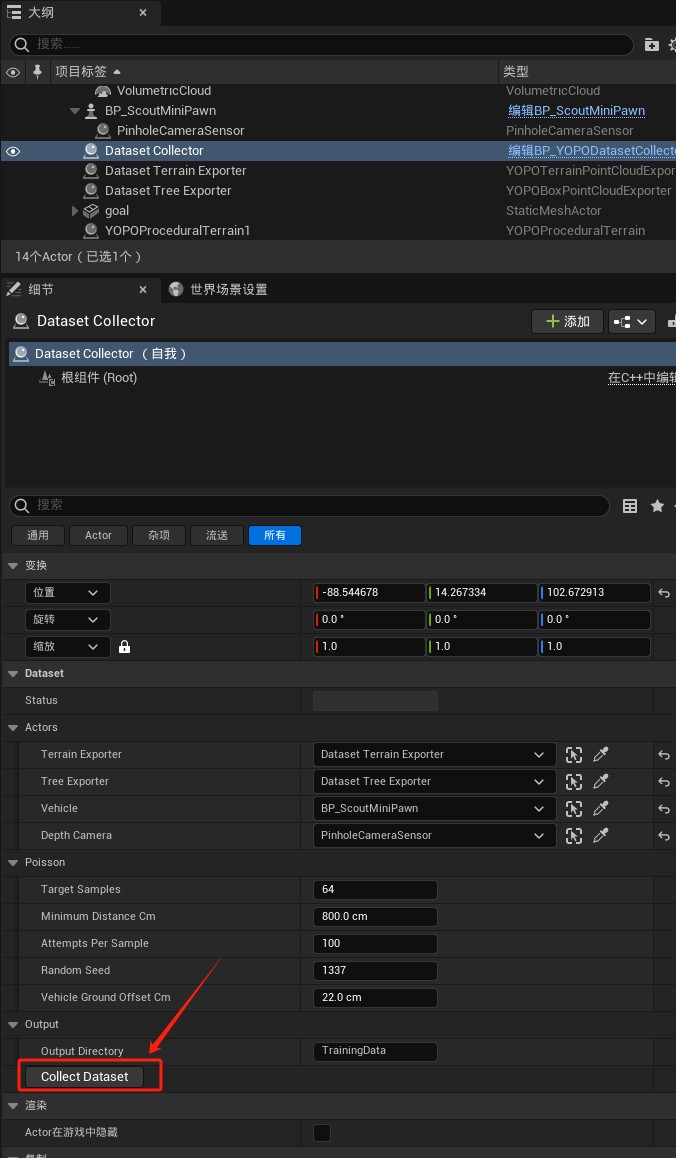 大纲
搜索……
项目标签 类型
VolumetricCloud VolumetricCloud
BP_ScoutMiniPawn 编辑BP_ScoutMiniPawn
PinholeCameraSensor PinholeCameraSensor
Dataset Collector 编辑BP_YOPODatasetCollecto
Dataset Terrain Exporter YOPOTerrainPointCloudExpor
Dataset Tree Exporter YOPOBoxPointCloudExporter
goal StaticMeshActor
YOPOProceduralTerrain1 YOPOProceduralTerrain
14个Actor（已选1个）
细节 世界场景设置
Dataset Collector 添加
Dataset Collector （自我）
根组件 (Root) 在C++中编辑
搜索
通用 Actor 杂项 流送 所有
变换
位置 -88.544678 14.267334 102.672913
旋转 0.0 ° 0.0 ° 0.0 °
缩放 1.0 1.0 1.0
Dataset
Status
Actors
Terrain Exporter Dataset Terrain Exporter
Tree Exporter Dataset Tree Exporter
Vehicle BP_ScoutMiniPawn
Depth Camera PinholeCameraSensor
Poisson
Target Samples 64
Minimum Distance Cm 800.0 cm
Attempts Per Sample 100
Random Seed 1337
Vehicle Ground Offset Cm 22.0 cm
Output
Output Directory TrainingData
Collect Dataset
渲染
Actor在游戏中隐藏